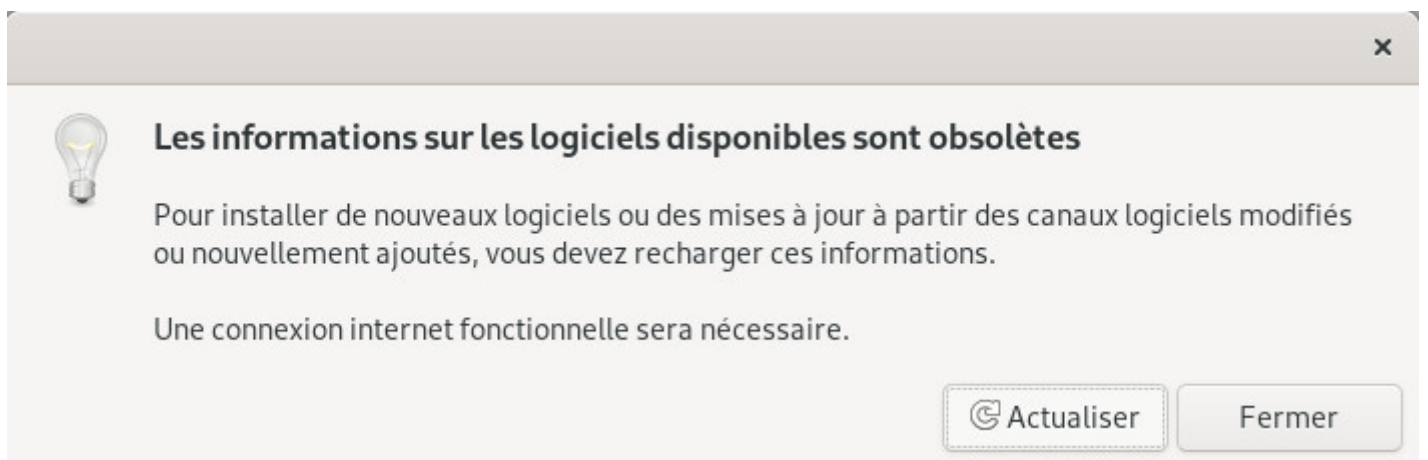 Les informations sur les logiciels disponibles sont obsolètes
Pour installer de nouveaux logiciels ou des mises à jour à partir des canaux logiciels modifiés
ou nouvellement ajoutés, vous devez recharger ces informations.
Une connexion internet fonctionnelle sera nécessaire.
Actualiser
Fermer